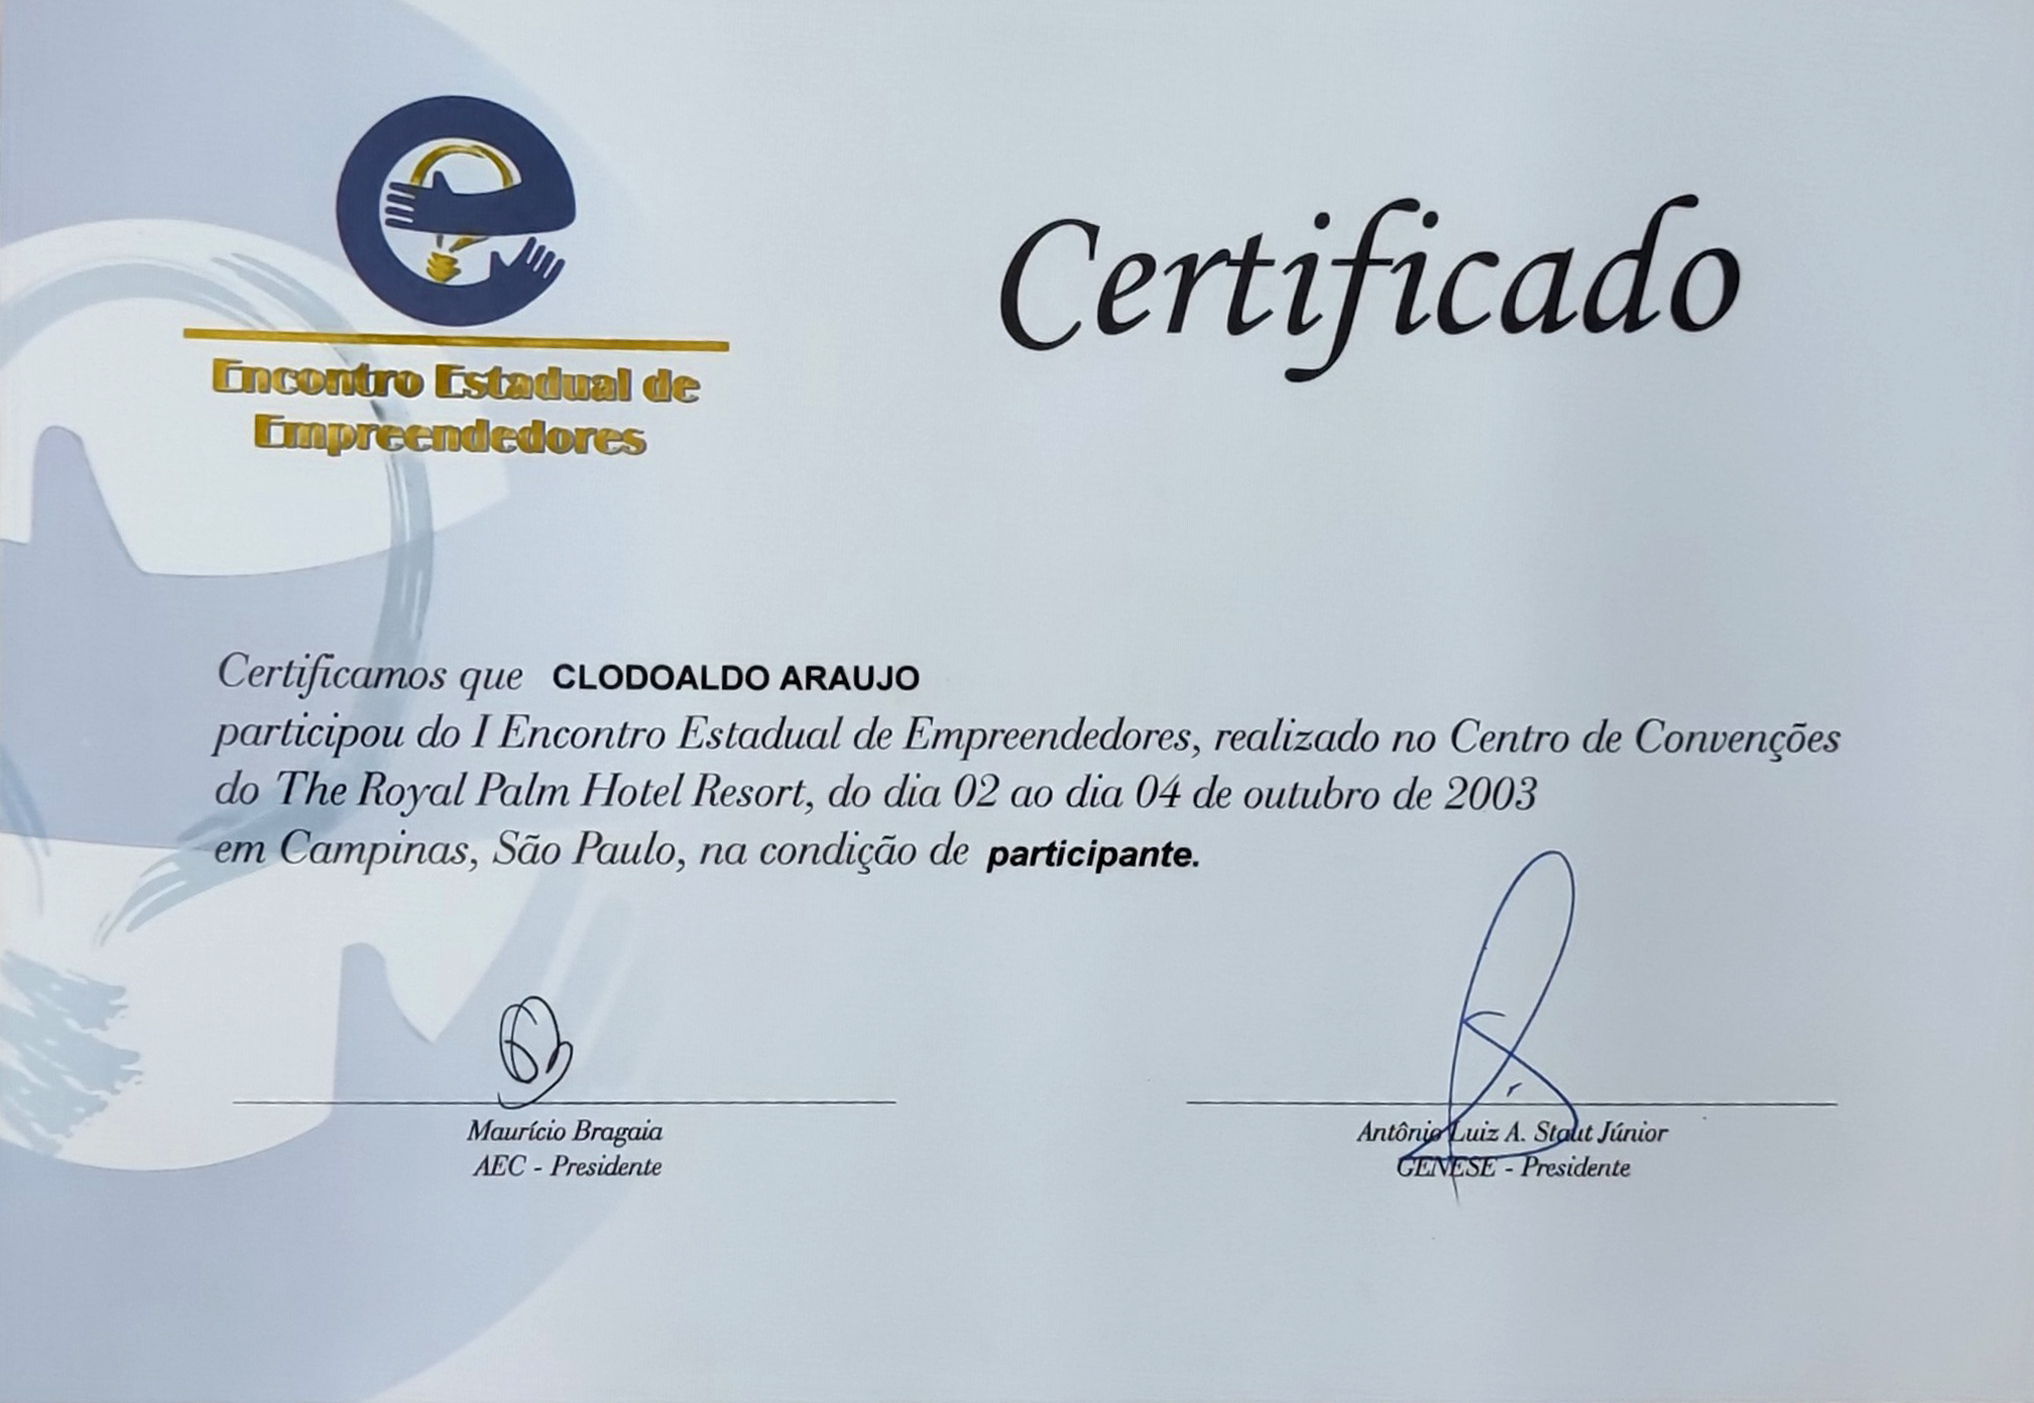 Encontro Estadual de
Empreendedores
Certificado
Certificamos que CLODOALDO ARAUJO
participou do I Encontro Estadual de Empreendedores, realizado no Centro de Convenções
do The Royal Palm Hotel Resort, do dia 02 ao dia 04 de outubro de 2003
em Campinas, São Paulo, na condição de participante.
Maurício Bragaia
AEC - Presidente
Antônio Luiz A. Staut Júnior
GENESE - Presidente